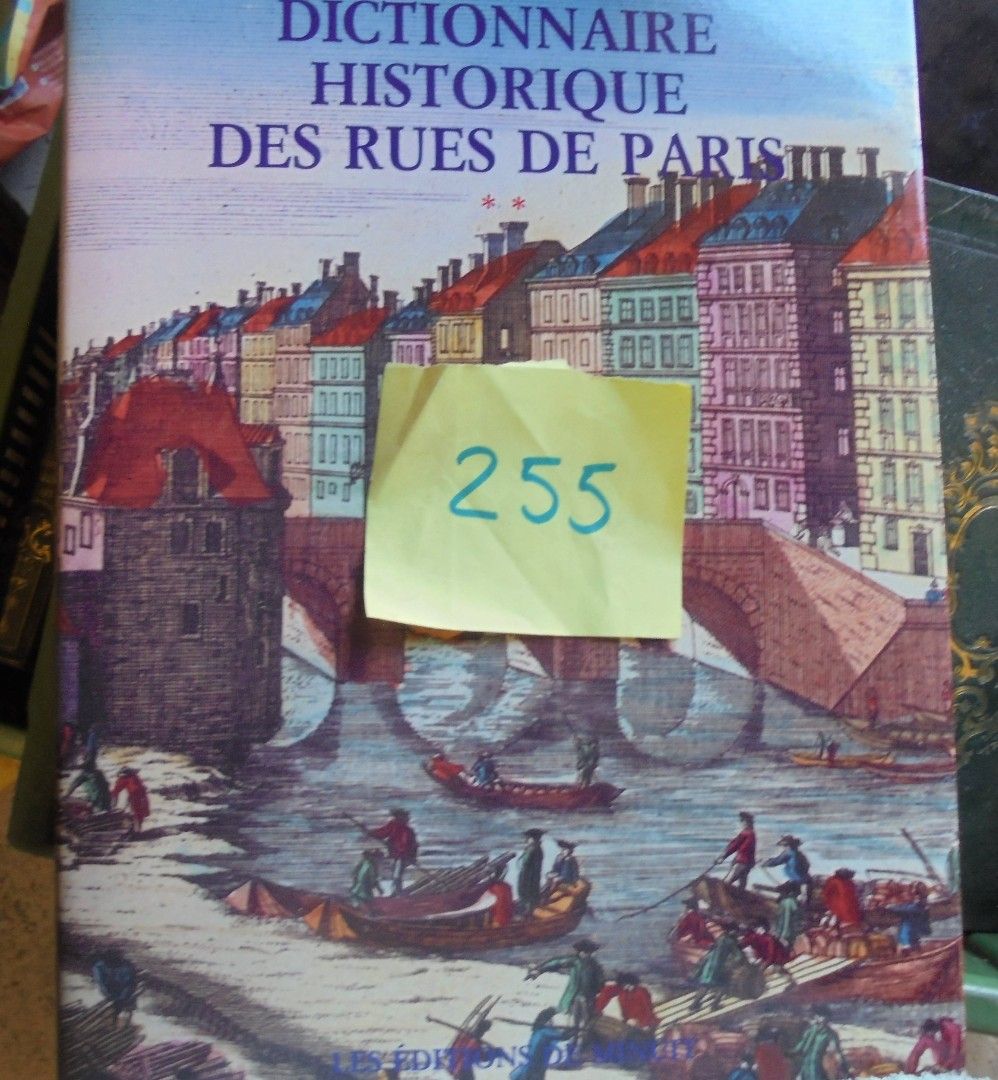 DICTIONNAIRE
HISTORIQUE
DES RUES DE PARIS
**
255
LES ÉDITIONS DE MINUIT